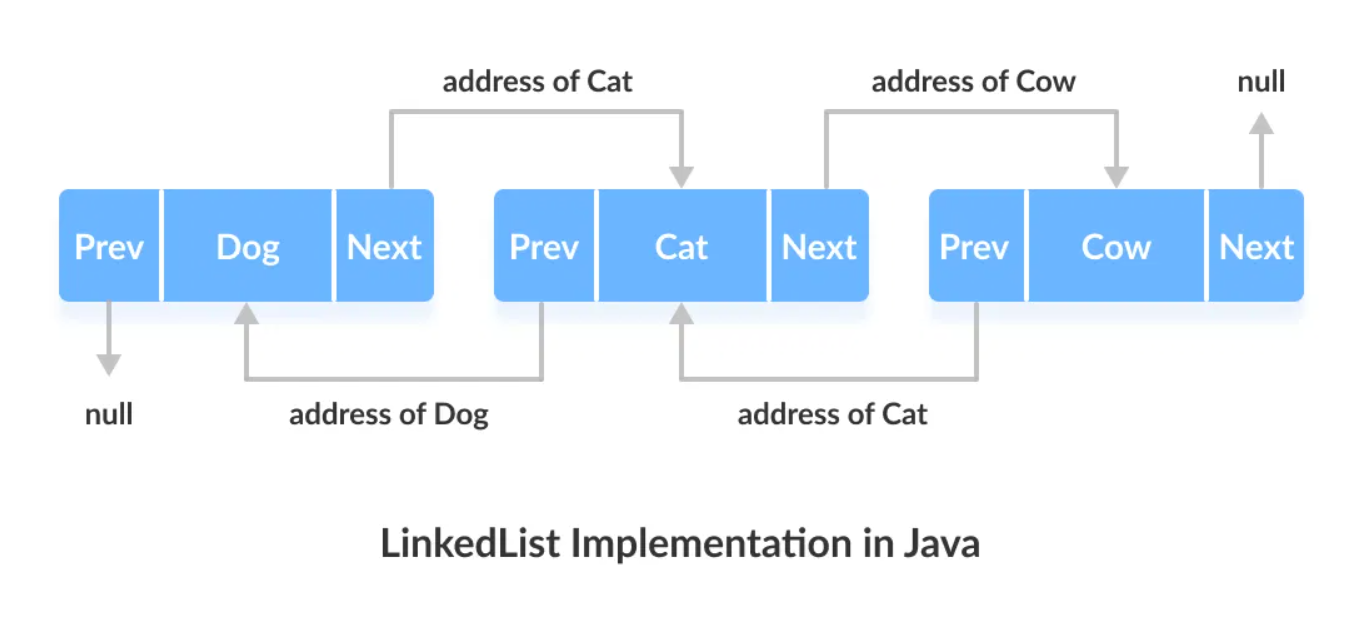 address of Cat
address of Cow
null
Prev
Dog
Next
Prev
Cat
Next
Prev
Cow
Next
null
address of Dog
address of Cat
LinkedList Implementation in Java